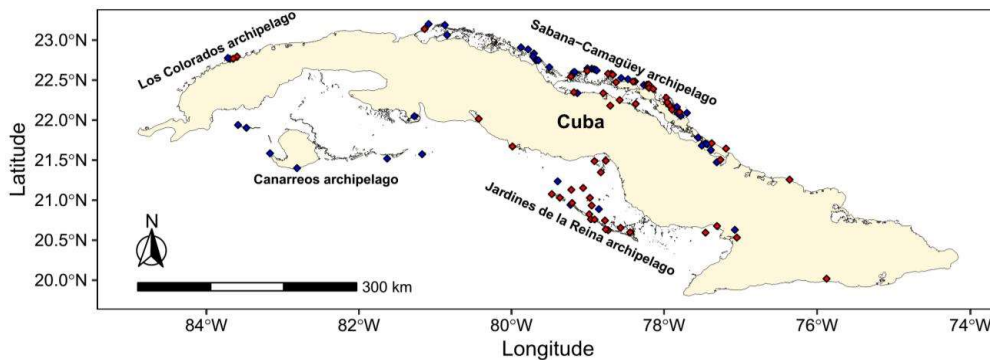 Los Colorados archipelago
Sabana−Camagüey archipelago
Cuba
Canarreos archipelago
Jardines de la Reina archipelago
N
300 km
23.0°N
22.5°N
22.0°N
21.5°N
21.0°N
20.5°N
20.0°N
Latitude
84°W
82°W
80°W
78°W
76°W
74°W
Longitude